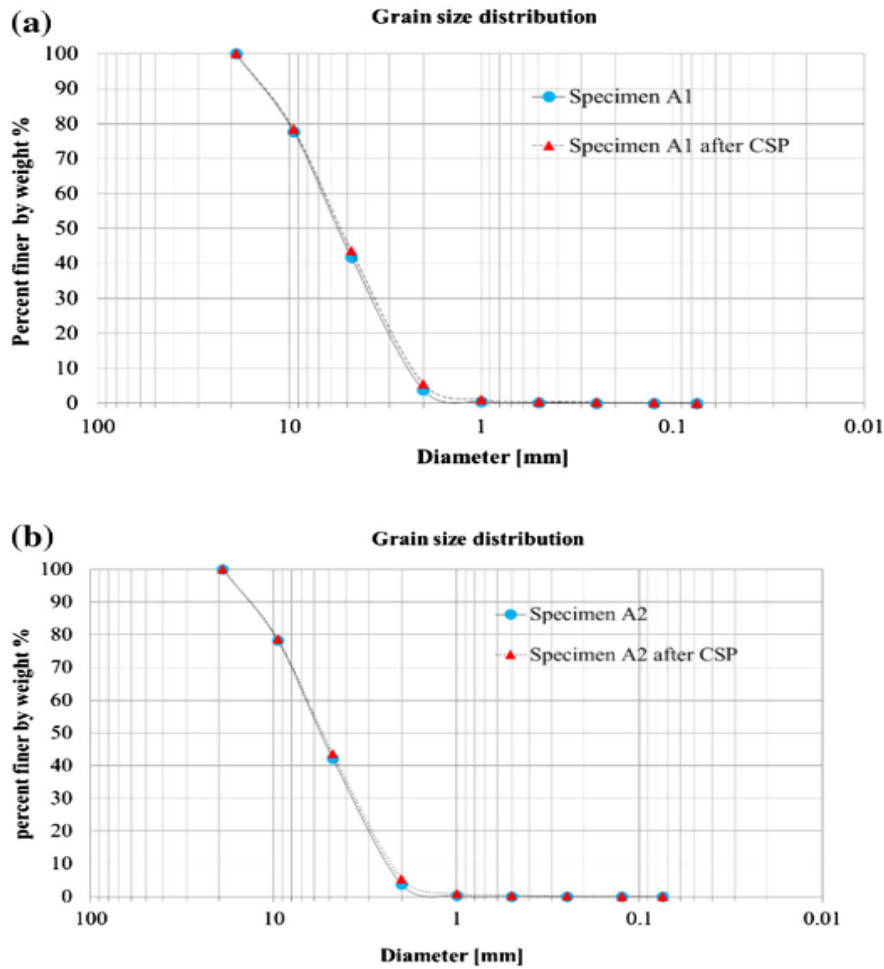 (a)
Grain size distribution
Percent finer by weight %
100
90
80
70
60
50
40
30
20
10
0
Specimen A1
Specimen A1 after CSP
100 10 1 0.1 0.01
Diameter [mm]
(b)
Grain size distribution
percent finer by weight %
100
90
80
70
60
50
40
30
20
10
0
Specimen A2
Specimen A2 after CSP
100 10 1 0.1 0.01
Diameter [mm]